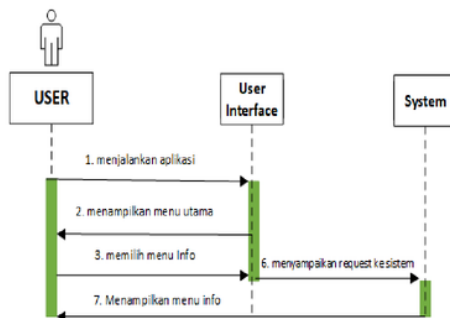 USER
User
Interface
System
1. menjalankan aplikasi
2. menampilkan menu utama
3. memilih menu Info
6. menyampaikan request ke sistem
7. Menampilkan menu info